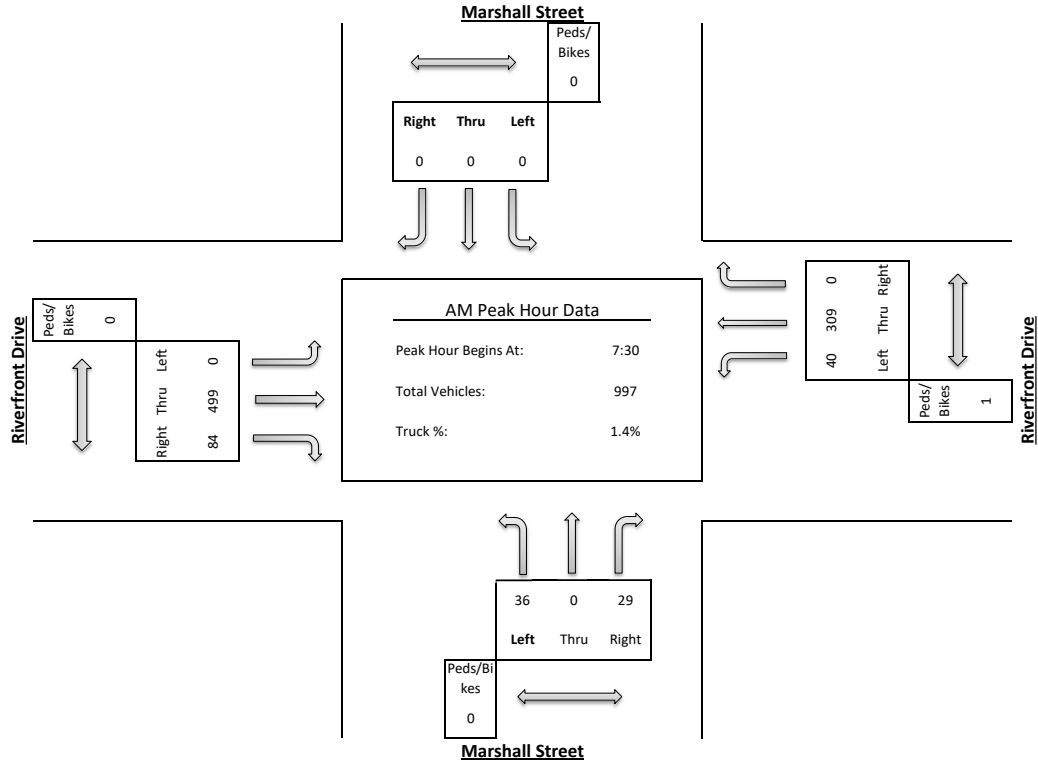 Marshall Street
Peds/
Bikes
0
Right Thru Left
0 0 0
Riverfront Drive
Peds/
Bikes
0
Left 0
Thru 499
Right 84
AM Peak Hour Data
Peak Hour Begins At: 7:30
Total Vehicles: 997
Truck %: 1.4%
0 Right
309 Thru
40 Left
Peds/
Bikes
1
Riverfront Drive
36 0 29
Left Thru Right
Peds/Bi
kes
0
Marshall Street